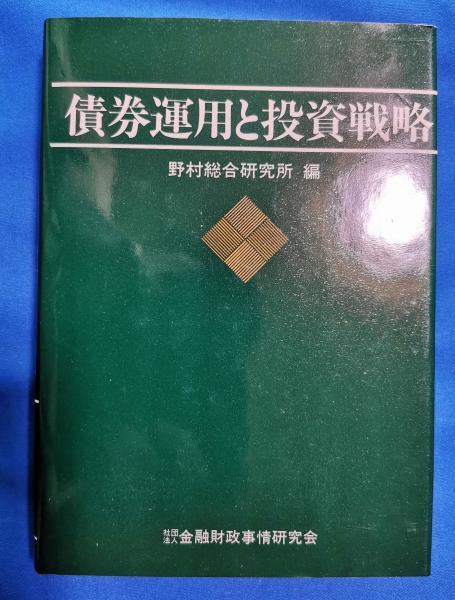 債券運用と投資戦略
野村総合研究所 編
社団法人 金融財政事情研究会